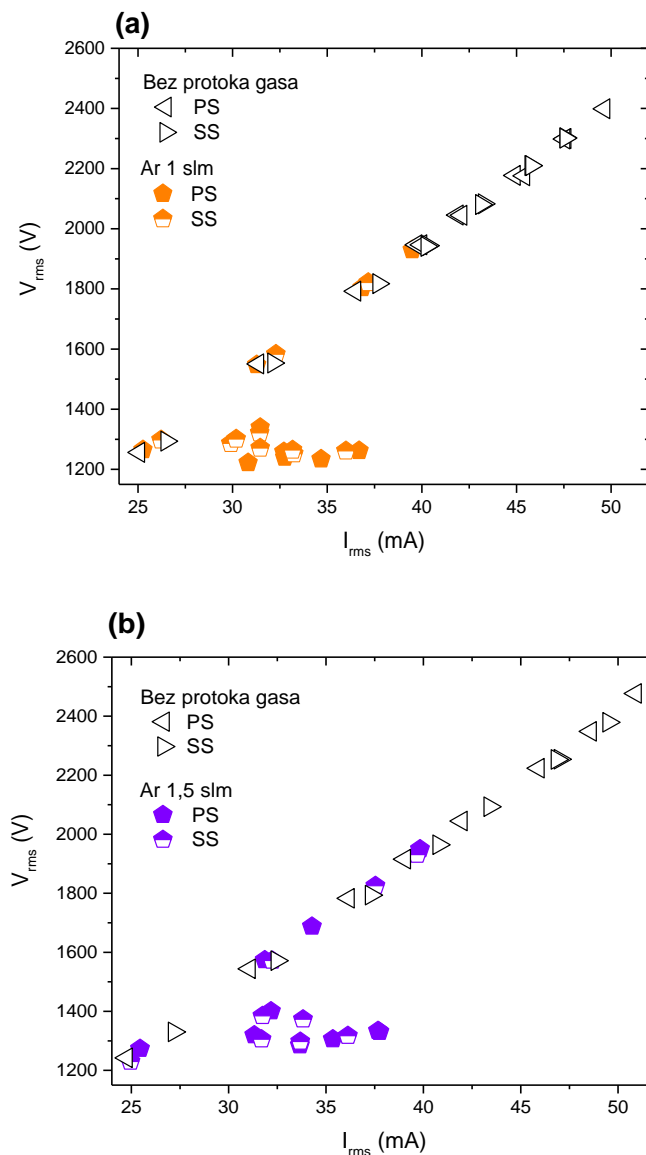 (a)
2600
2400
2200
2000
1800
1600
1400
1200
V_rms (V)
Bez protoka gasa
PS
SS
Ar 1 slm
PS
SS
25 30 35 40 45 50
I_rms (mA)
(b)
2600
2400
2200
2000
1800
1600
1400
1200
V_rms (V)
Bez protoka gasa
PS
SS
Ar 1,5 slm
PS
SS
25 30 35 40 45 50
I_rms (mA)